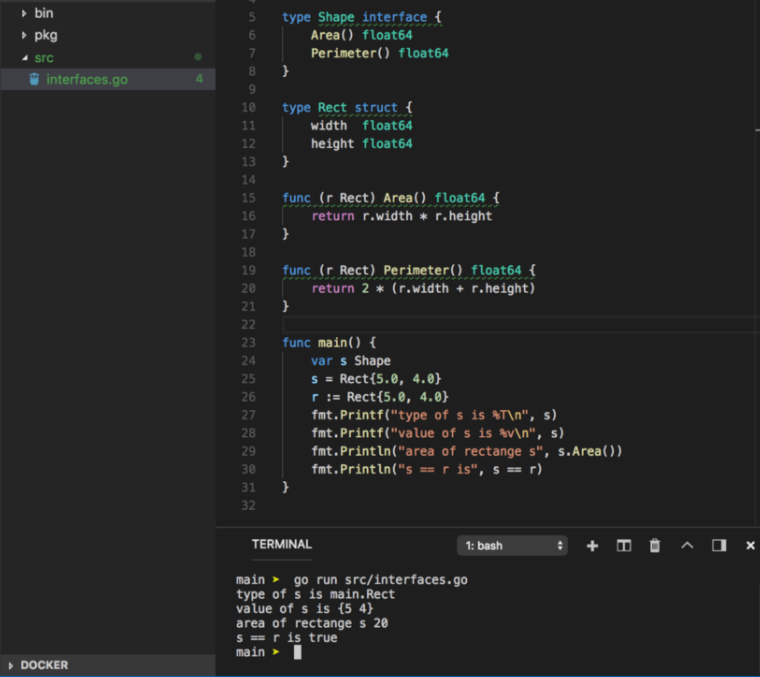 bin
pkg
src
interfaces.go 4
DOCKER
4
5 type Shape interface {
6 Area() float64
7 Perimeter() float64
8 }
9
10 type Rect struct {
11 width  float64
12 height float64
13 }
14
15 func (r Rect) Area() float64 {
16 return r.width * r.height
17 }
18
19 func (r Rect) Perimeter() float64 {
20 return 2 * (r.width + r.height)
21 }
22
23 func main() {
24 var s Shape
25 s = Rect{5.0, 4.0}
26 r := Rect{5.0, 4.0}
27 fmt.Printf("type of s is %T\n", s)
28 fmt.Printf("value of s is %v\n", s)
29 fmt.Println("area of rectange s", s.Area())
30 fmt.Println("s == r is", s == r)
31 }
32
TERMINAL 1: bash
main ➤ go run src/interfaces.go
type of s is main.Rect
value of s is {5 4}
area of rectange s 20
s == r is true
main ➤